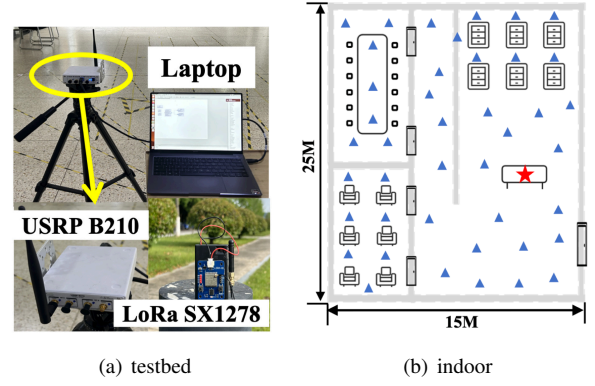 Laptop
USRP B210
LoRa SX1278
(a) testbed
25M
15M
(b) indoor